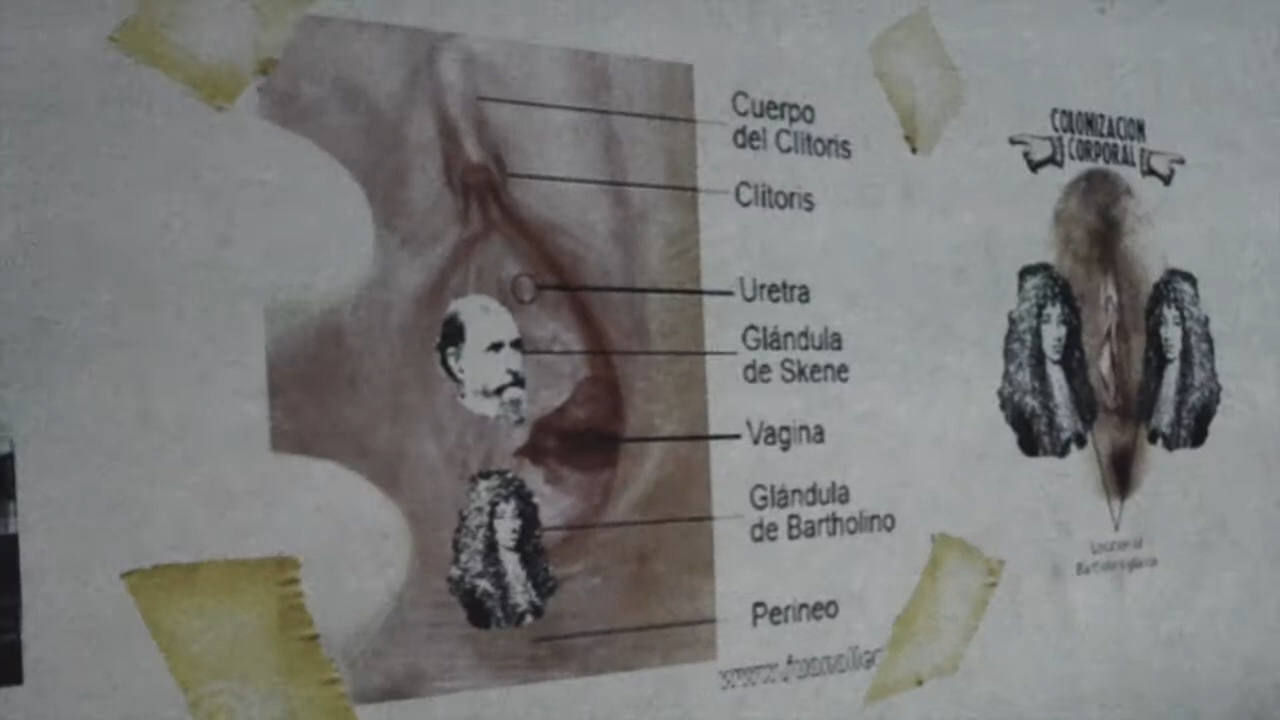 Cuerpo
del Clítoris
Clítoris
Uretra
Glándula
de Skene
Vagina
Glándula
de Bartholino
Perineo
COLONIZACION
CORPORAL